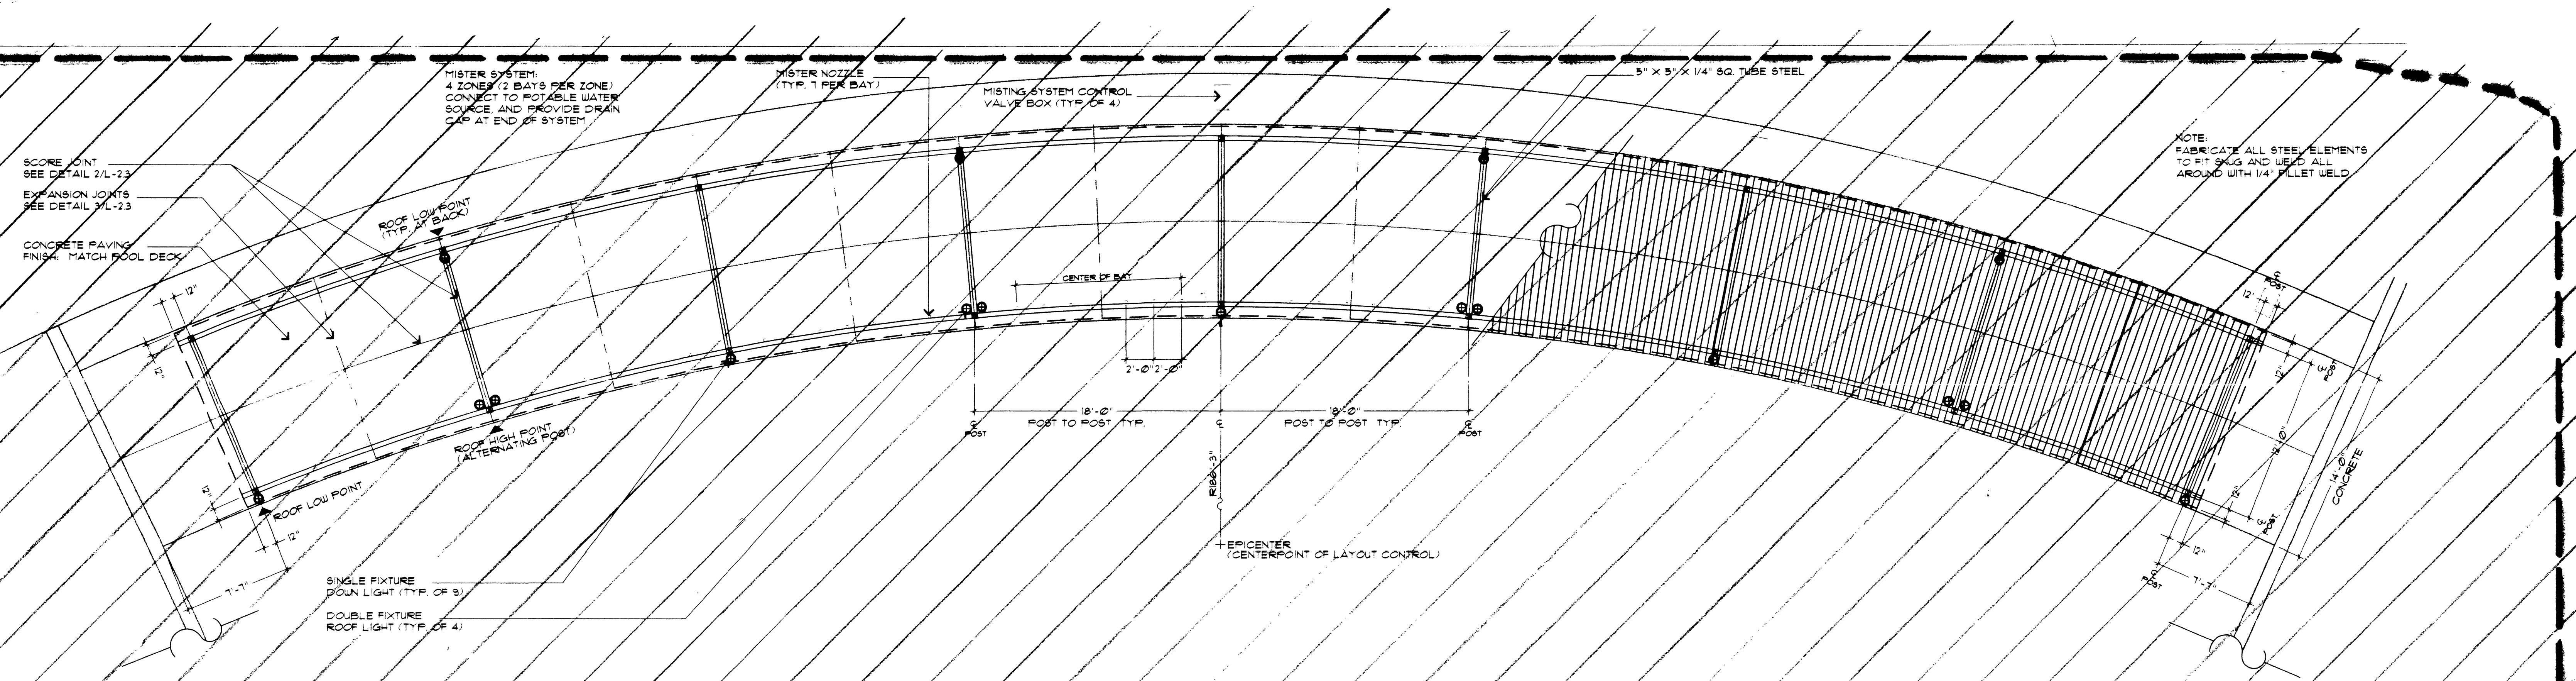 MISTER SYSTEM:
4 ZONES (2 BAYS PER ZONE)
CONNECT TO POTABLE WATER
SOURCE, AND PROVIDE DRAIN
CAP AT END OF SYSTEM
MISTER NOZZLE
(TYP. 7 PER BAY)
MISTING SYSTEM CONTROL
VALVE BOX (TYP. OF 4)
5" X 5" X 1/4" SQ. TUBE STEEL
NOTE:
FABRICATE ALL STEEL ELEMENTS
TO FIT SNUG AND WELD ALL
AROUND WITH 1/4" FILLET WELD
SCORE JOINT
SEE DETAIL 2/L-2.3
EXPANSION JOINTS
SEE DETAIL 3/L-2.3
CONCRETE PAVING
FINISH: MATCH POOL DECK
ROOF LOW POINT
(TYP. AT BACK)
12"
12"
CENTER OF BAY
2'-0" 2'-0"
18'-0"
POST TO POST TYP.
18'-0"
POST TO POST TYP.
℄
POST
℄
℄
POST
R186'-3"
EPICENTER
(CENTERPOINT OF LAYOUT CONTROL)
ROOF HIGH POINT
(ALTERNATING POST)
12"
ROOF LOW POINT
12"
7'-7"
SINGLE FIXTURE
DOWN LIGHT (TYP. OF 9)
DOUBLE FIXTURE
ROOF LIGHT (TYP. OF 4)
℄
POST
12"
12"
℄
POST
12'-0"
14'-0"
CONCRETE
12"
℄
POST
12"
℄
POST
7'-7"